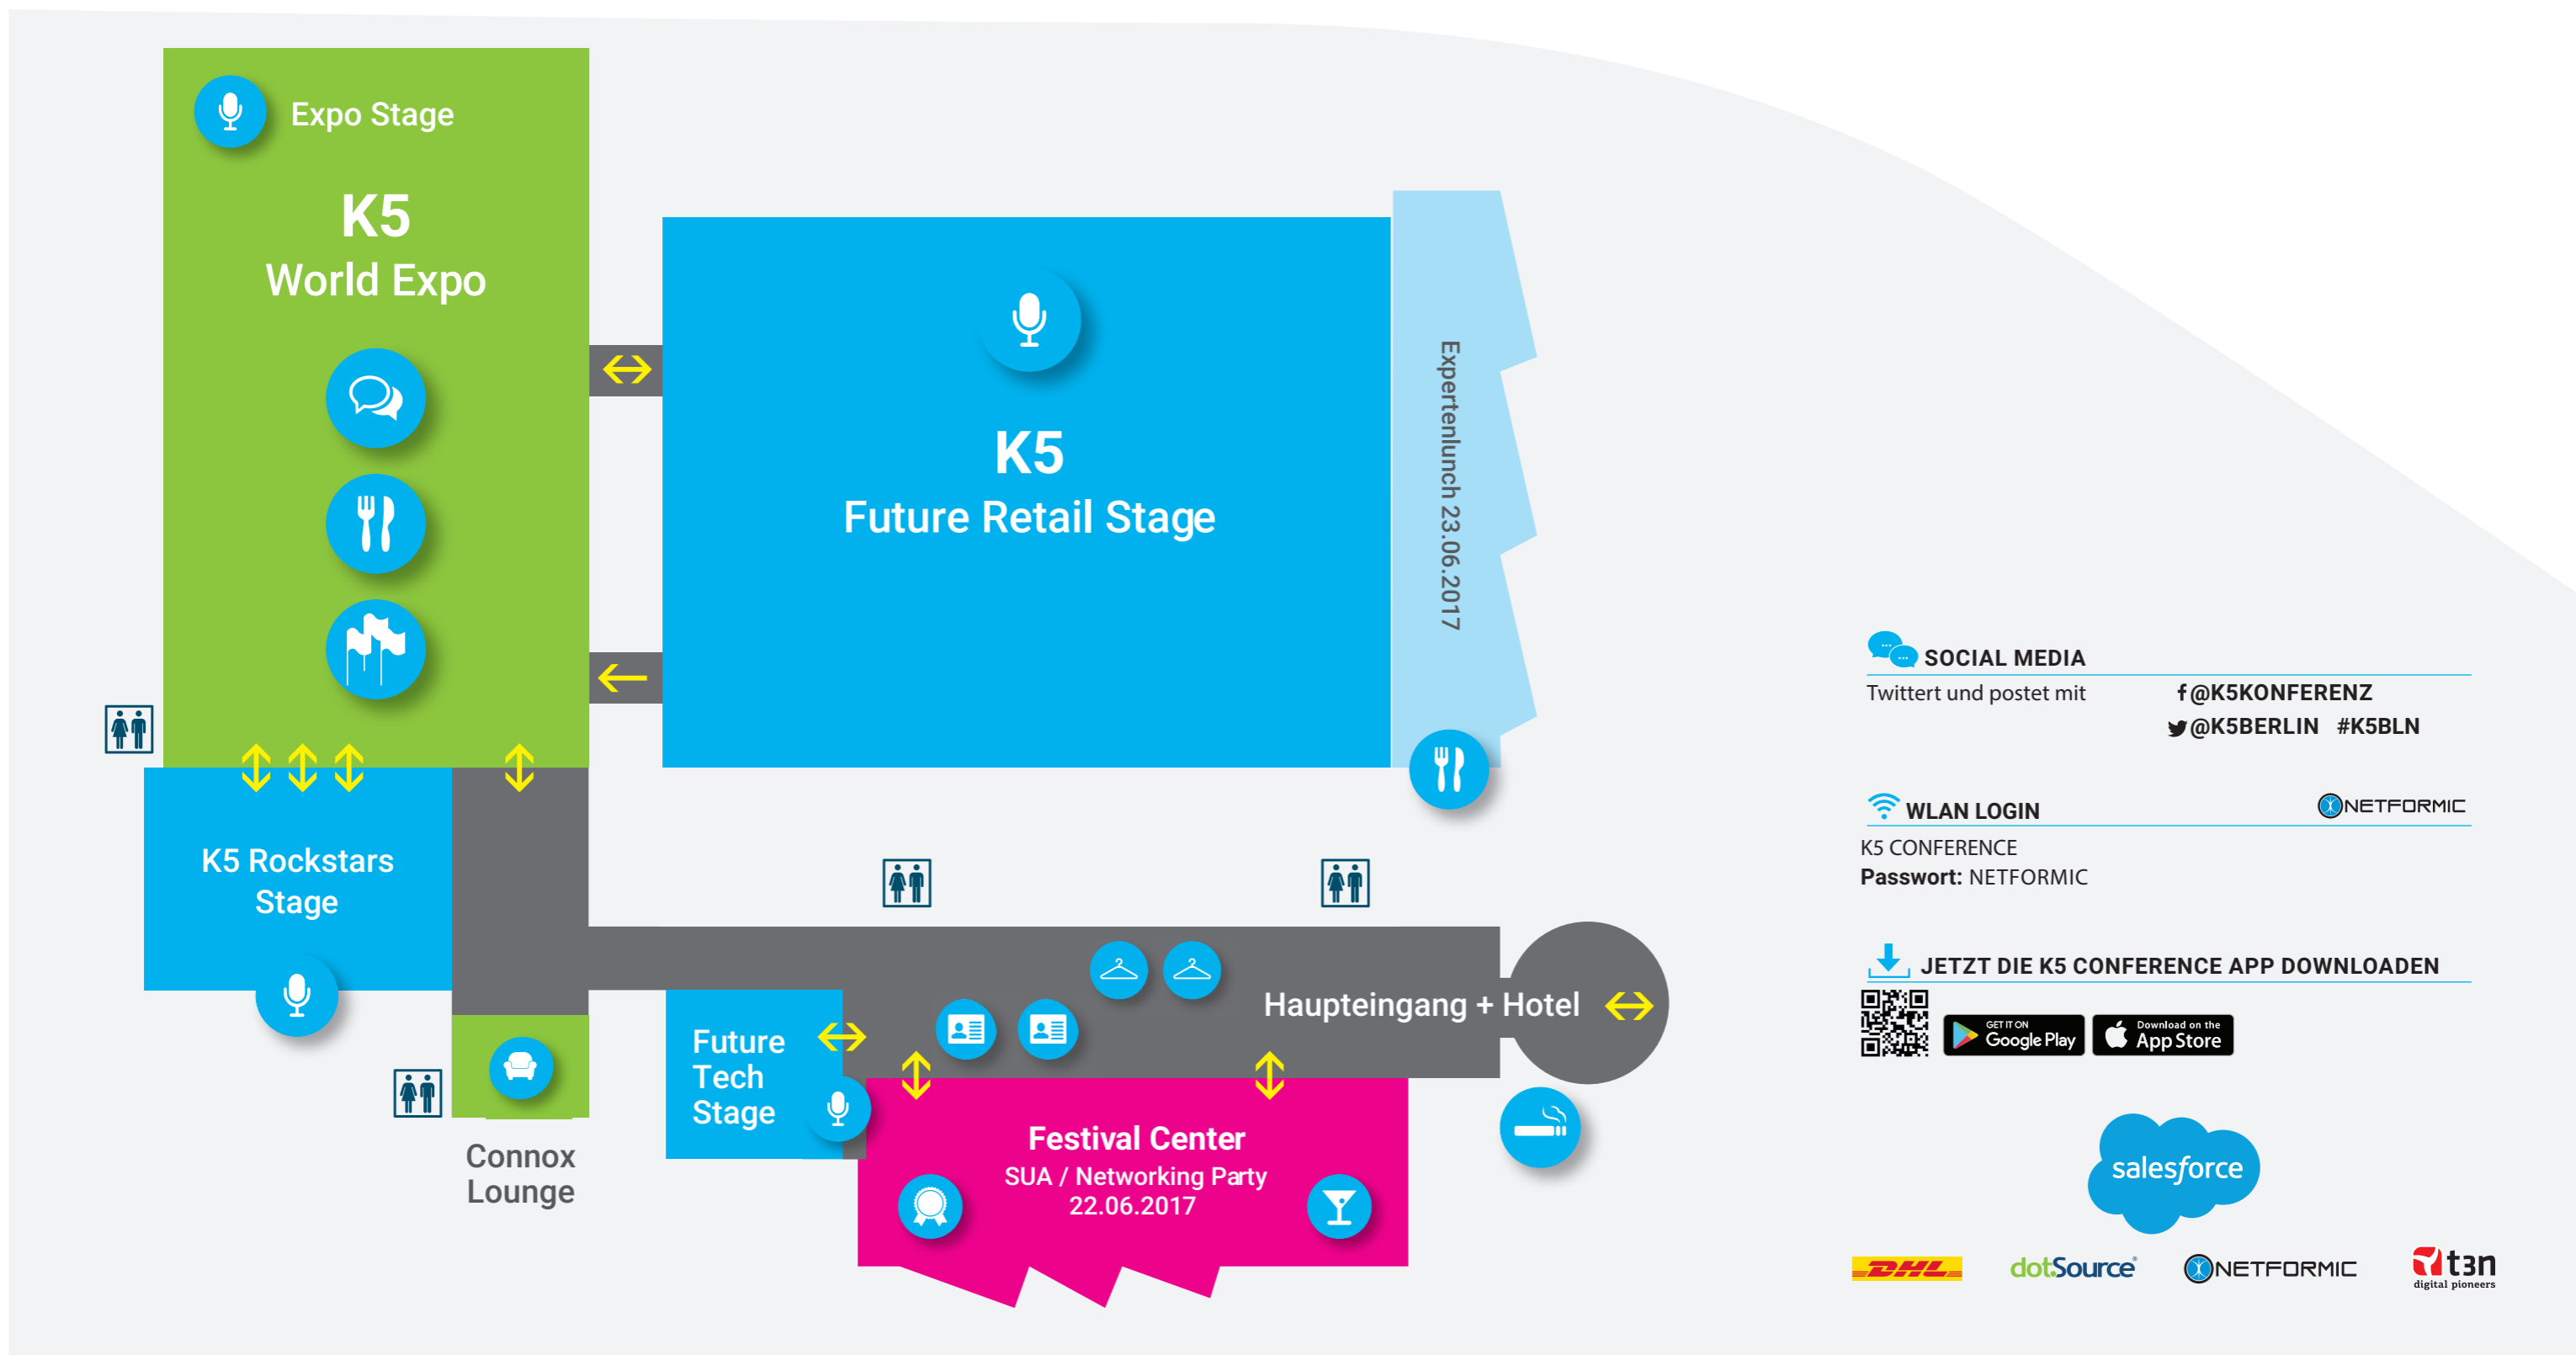 Expo Stage
K5
World Expo
K5
Future Retail Stage
Expertenlunch 23.06.2017
K5 Rockstars
Stage
Connox
Lounge
Future
Tech
Stage
Haupteingang + Hotel
Festival Center
SUA / Networking Party
22.06.2017
SOCIAL MEDIA
Twittert und postet mit
@K5KONFERENZ
@K5BERLIN #K5BLN
WLAN LOGIN
NETFORMIC
K5 CONFERENCE
Passwort: NETFORMIC
JETZT DIE K5 CONFERENCE APP DOWNLOADEN
GET IT ON
Google Play
Download on the
App Store
salesforce
DHL
dotSource®
NETFORMIC
t3n
digital pioneers